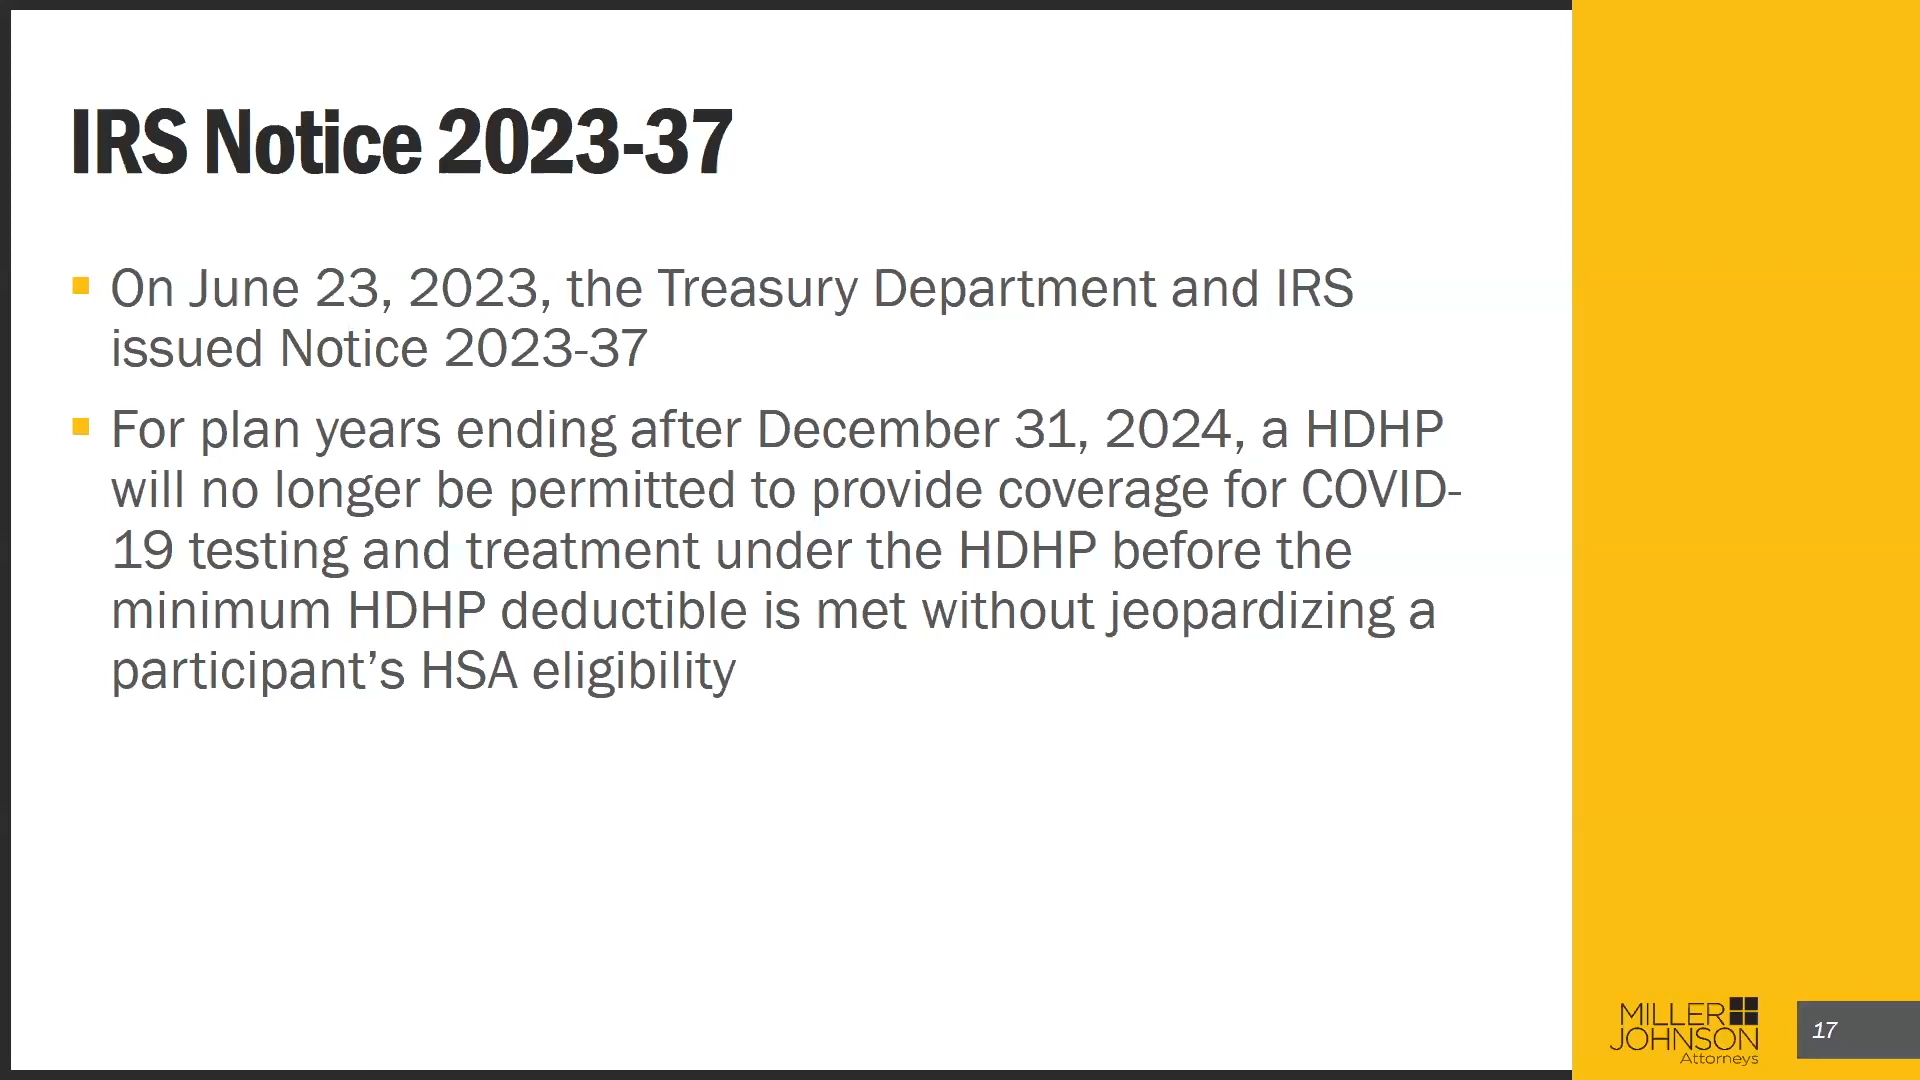 IRS Notice 2023-37
On June 23, 2023, the Treasury Department and IRS
issued Notice 2023-37
For plan years ending after December 31, 2024, a HDHP
will no longer be permitted to provide coverage for COVID-
19 testing and treatment under the HDHP before the
minimum HDHP deductible is met without jeopardizing a
participant’s HSA eligibility
MILLER
JOHNSON
Attorneys
17